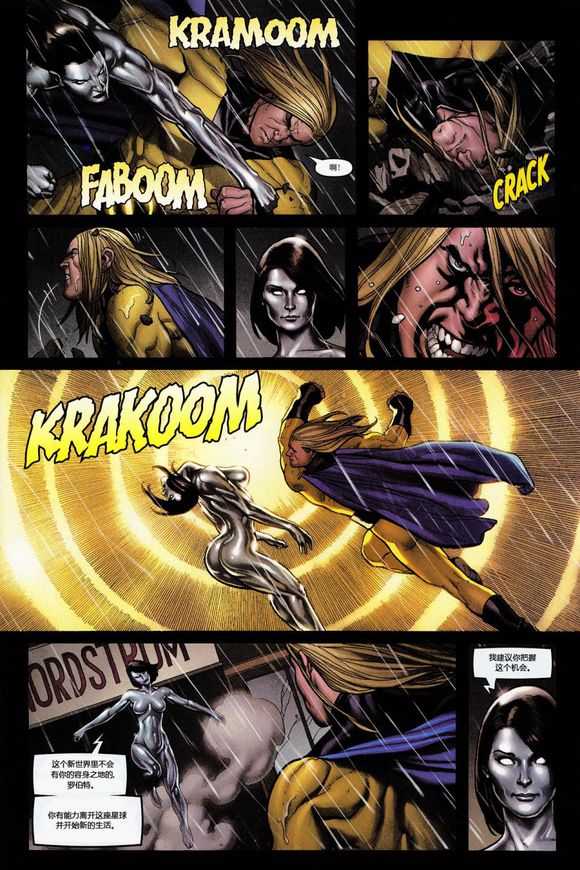 KRAMOOM
FABOOM
啊!
CRACK
KRAKOOM
NORDSTROM
这个新世界里不会
有你的容身之地的,
罗伯特。
你有能力离开这座星球
并开始新的生活。
我建议你把握
这个机会。